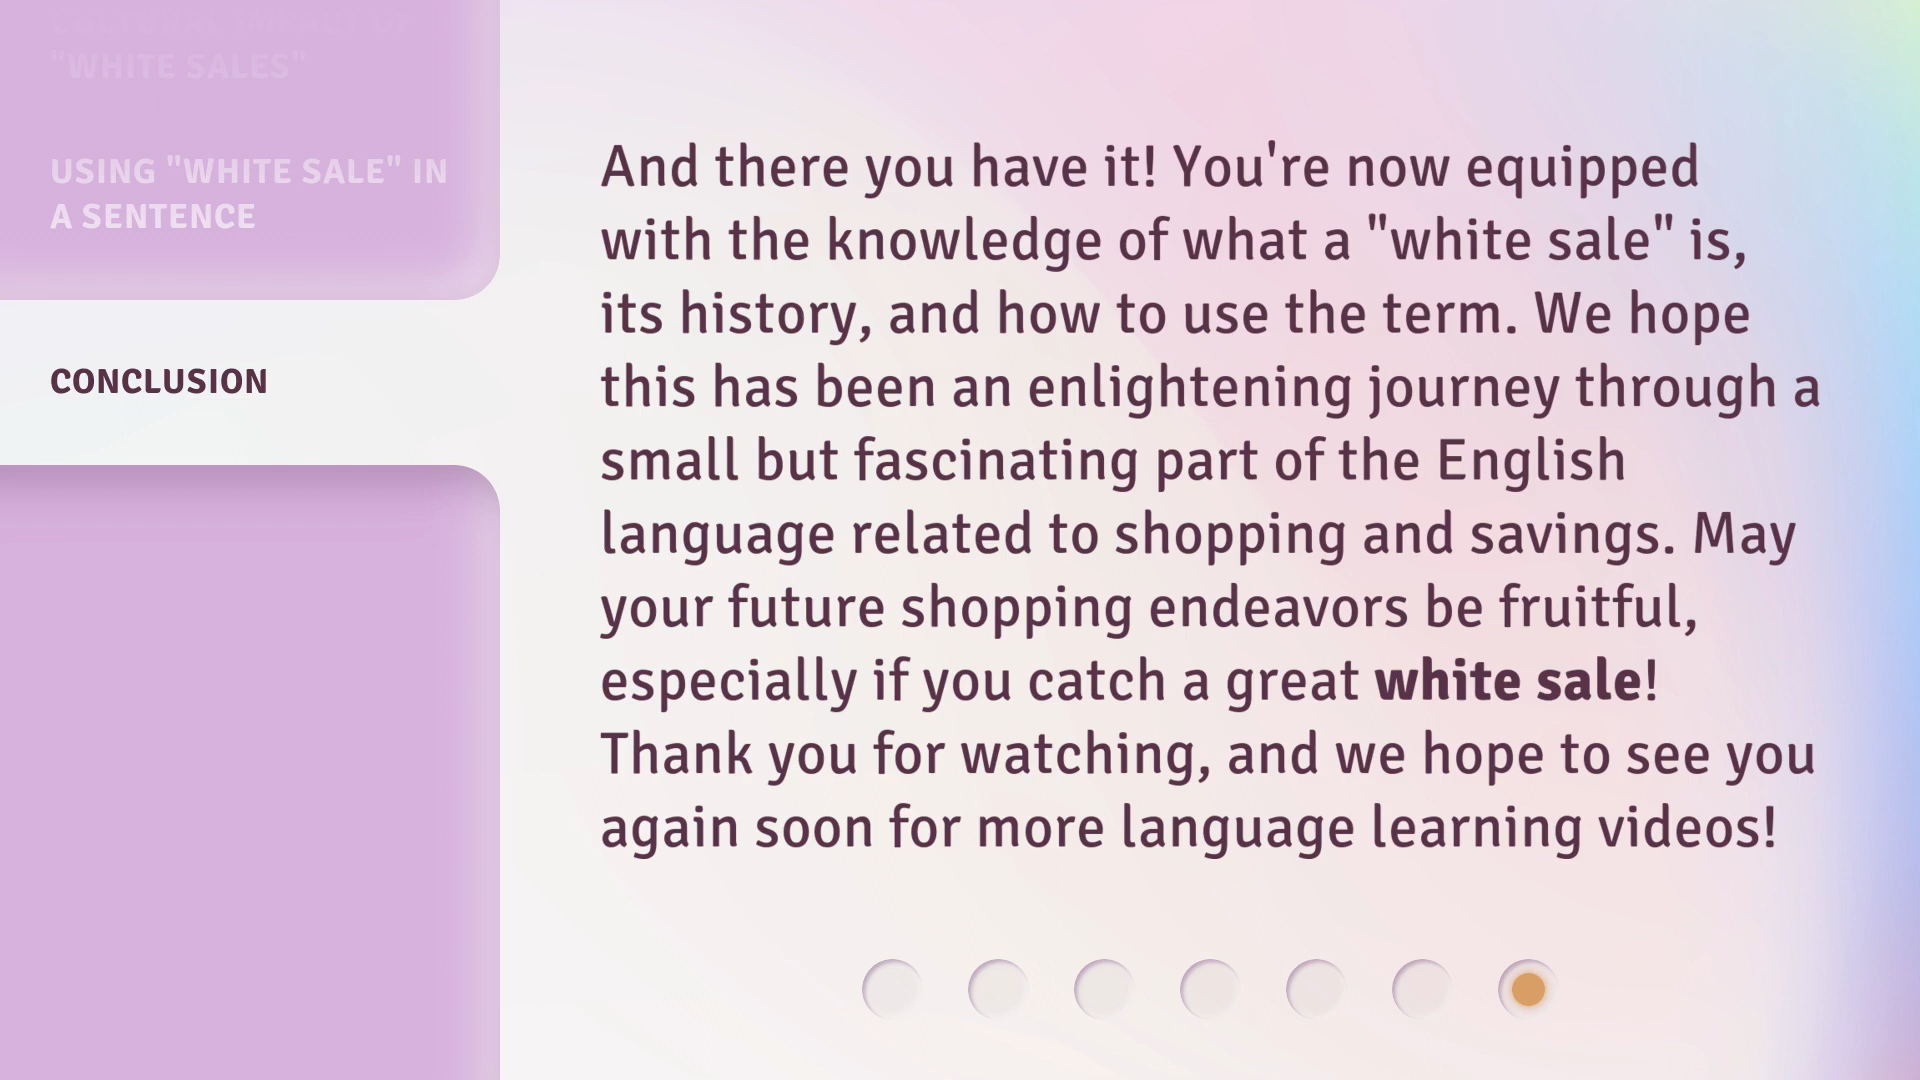 CULTURAL IMPACT OF
"WHITE SALES"
USING "WHITE SALE" IN
A SENTENCE
CONCLUSION
And there you have it! You're now equipped
with the knowledge of what a "white sale" is,
its history, and how to use the term. We hope
this has been an enlightening journey through a
small but fascinating part of the English
language related to shopping and savings. May
your future shopping endeavors be fruitful,
especially if you catch a great white sale!
Thank you for watching, and we hope to see you
again soon for more language learning videos!